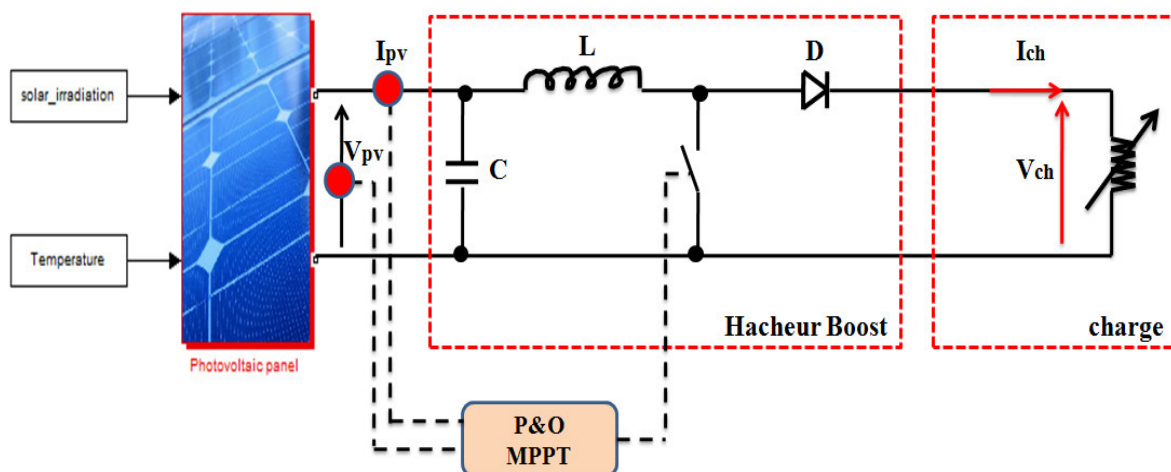 solar_irradiation
Temperature
Photovoltaic panel
Ipv
Vpv
C
L
D
Hacheur Boost
Ich
Vch
charge
P&O
MPPT